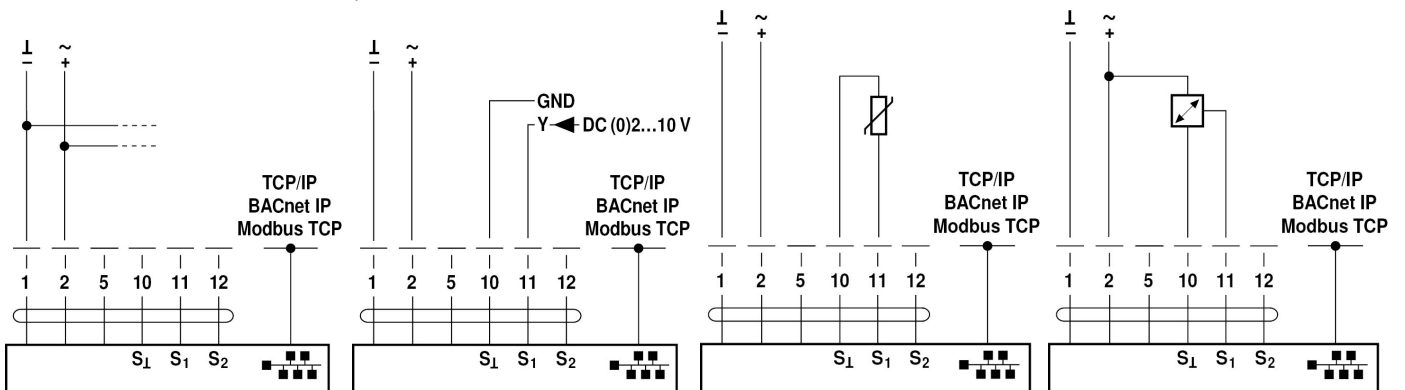 ⊥ ~
− +
TCP/IP
BACnet IP
Modbus TCP
1 2 5 10 11 12
S⊥ S1 S2
⊥ ~
− +
GND
Y DC (0)2...10 V
TCP/IP
BACnet IP
Modbus TCP
1 2 5 10 11 12
S⊥ S1 S2
⊥ ~
− +
TCP/IP
BACnet IP
Modbus TCP
1 2 5 10 11 12
S⊥ S1 S2
⊥ ~
− +
TCP/IP
BACnet IP
Modbus TCP
1 2 5 10 11 12
S⊥ S1 S2